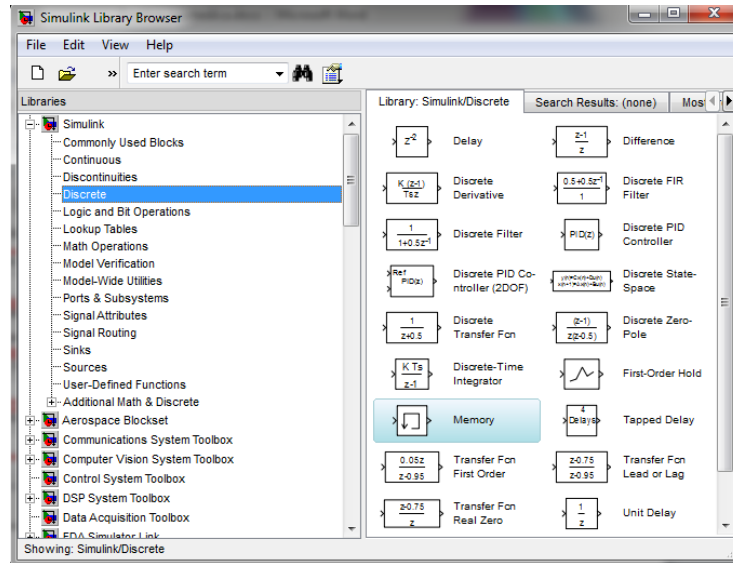 Simulink Library Browser
File Edit View Help
» Enter search term
Libraries
Simulink
Commonly Used Blocks
Continuous
Discontinuities
Discrete
Logic and Bit Operations
Lookup Tables
Math Operations
Model Verification
Model-Wide Utilities
Ports & Subsystems
Signal Attributes
Signal Routing
Sinks
Sources
User-Defined Functions
Additional Math & Discrete
Aerospace Blockset
Communications System Toolbox
Computer Vision System Toolbox
Control System Toolbox
DSP System Toolbox
Data Acquisition Toolbox
EDA Simulator Link
Library: Simulink/Discrete Search Results: (none) Mos
z-2 Delay
z-1
z
Difference
K (z-1)
Tsz
Discrete
Derivative
0.5+0.5z-1
1
Discrete FIR
Filter
1
1+0.5z-1
Discrete Filter
PID(z) Discrete PID
Controller
Ref
PID(z)
Discrete PID Co-
ntroller (2DOF)
Discrete State-
Space
1
z+0.5
Discrete
Transfer Fcn
(z-1)
z(z-0.5)
Discrete Zero-
Pole
K Ts
z-1
Discrete-Time
Integrator
First-Order Hold
Memory
4
Delays
Tapped Delay
0.05z
z-0.95
Transfer Fcn
First Order
z-0.75
z-0.95
Transfer Fcn
Lead or Lag
z-0.75
z
Transfer Fcn
Real Zero
1
z
Unit Delay
Showing: Simulink/Discrete